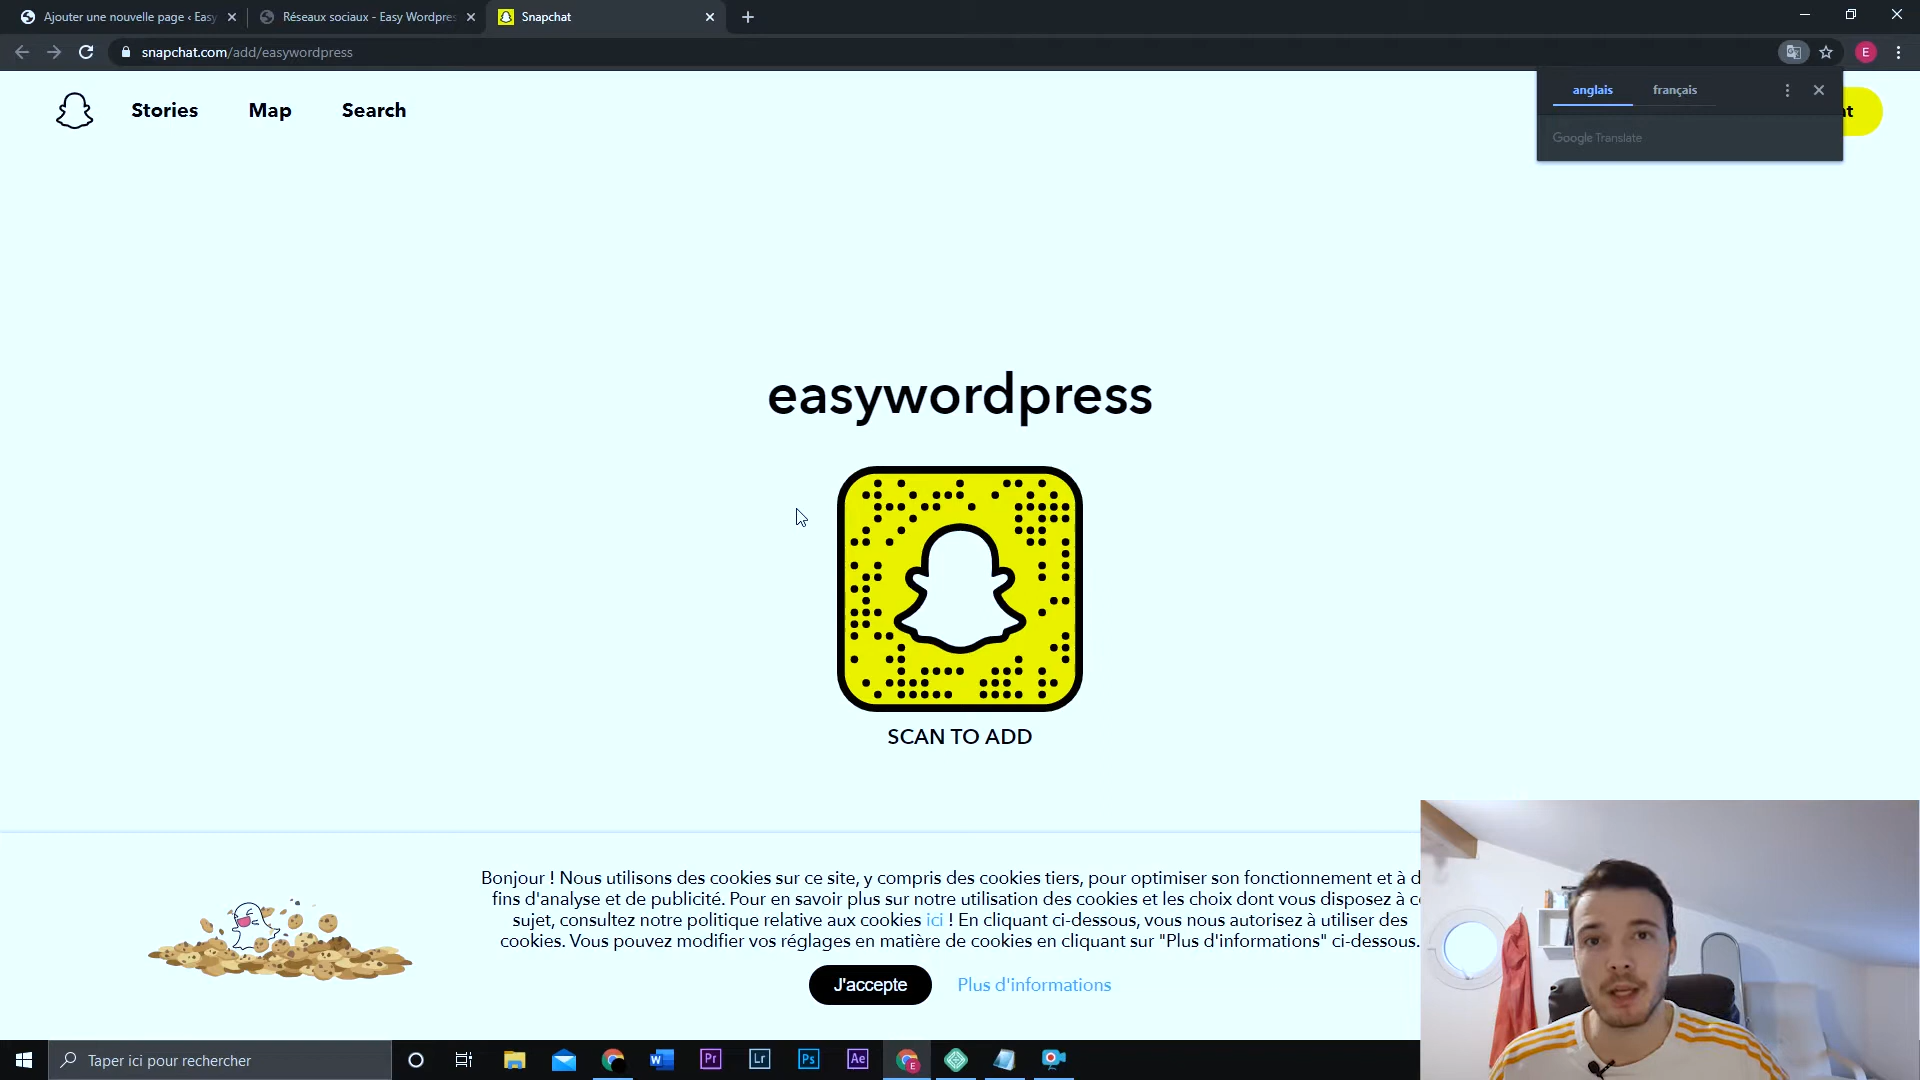 Ajouter une nouvelle page ‹ Easy
Réseaux sociaux - Easy Wordpres
Snapchat
snapchat.com/add/easywordpress
E
Stories
Map
Search
anglais
français
Google Translate
at
easywordpress
SCAN TO ADD
Bonjour ! Nous utilisons des cookies sur ce site, y compris des cookies tiers, pour optimiser son fonctionnement et à d
fins d'analyse et de publicité. Pour en savoir plus sur notre utilisation des cookies et les choix dont vous disposez à c
sujet, consultez notre politique relative aux cookies ici ! En cliquant ci-dessous, vous nous autorisez à utiliser des
cookies. Vous pouvez modifier vos réglages en matière de cookies en cliquant sur "Plus d'informations" ci-dessous.
J'accepte
Plus d'informations
Taper ici pour rechercher
W
Pr
Lr
Ps
Ae
E